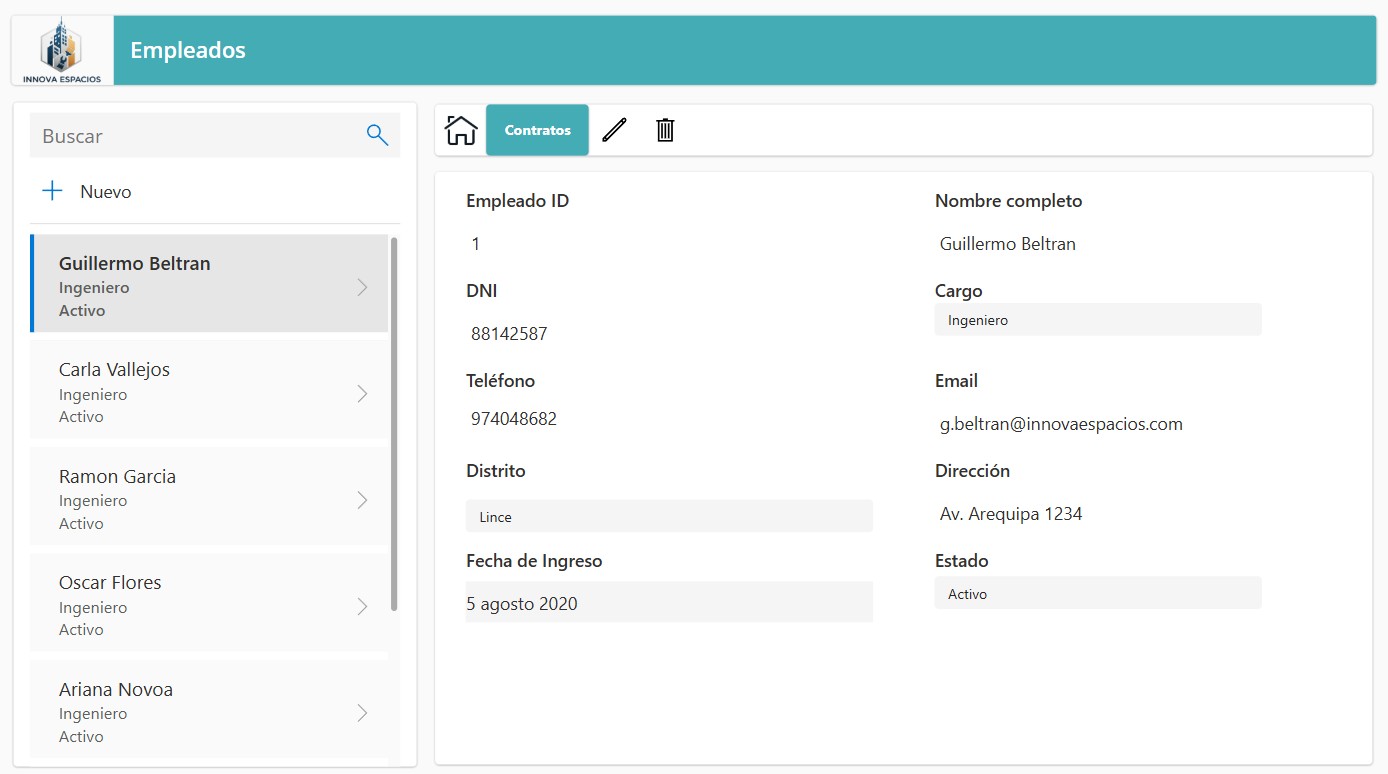 INNOVA ESPACIOS
Empleados
Buscar
Nuevo
Guillermo Beltran
Ingeniero
Activo
Carla Vallejos
Ingeniero
Activo
Ramon Garcia
Ingeniero
Activo
Oscar Flores
Ingeniero
Activo
Ariana Novoa
Ingeniero
Activo
Contratos
Empleado ID
1
Nombre completo
Guillermo Beltran
DNI
88142587
Cargo
Ingeniero
Teléfono
974048682
Email
g.beltran@innovaespacios.com
Distrito
Lince
Dirección
Av. Arequipa 1234
Fecha de Ingreso
5 agosto 2020
Estado
Activo